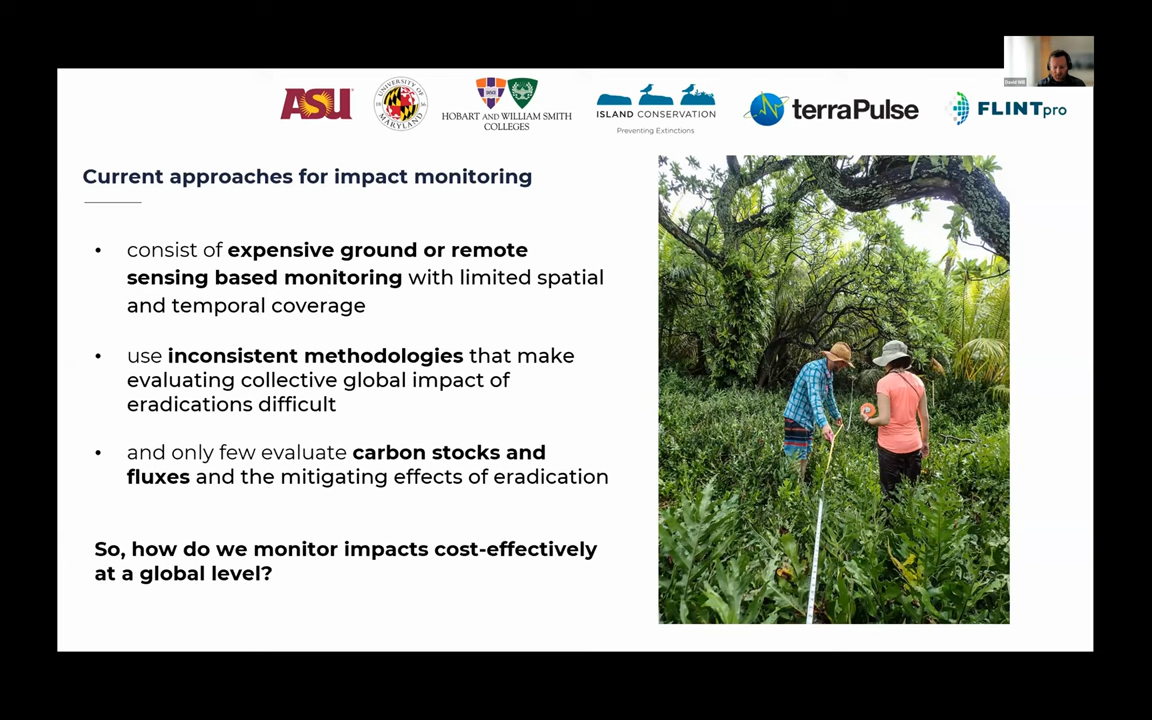 David Will
ASU
UNIVERSITY OF
MARYLAND
HOBART AND WILLIAM SMITH
COLLEGES
ISLAND CONSERVATION
Preventing Extinctions
terraPulse
FLINTpro
Current approaches for impact monitoring
• consist of expensive ground or remote
sensing based monitoring with limited spatial
and temporal coverage
• use inconsistent methodologies that make
evaluating collective global impact of
eradications difficult
• and only few evaluate carbon stocks and
fluxes and the mitigating effects of eradication
So, how do we monitor impacts cost-effectively
at a global level?